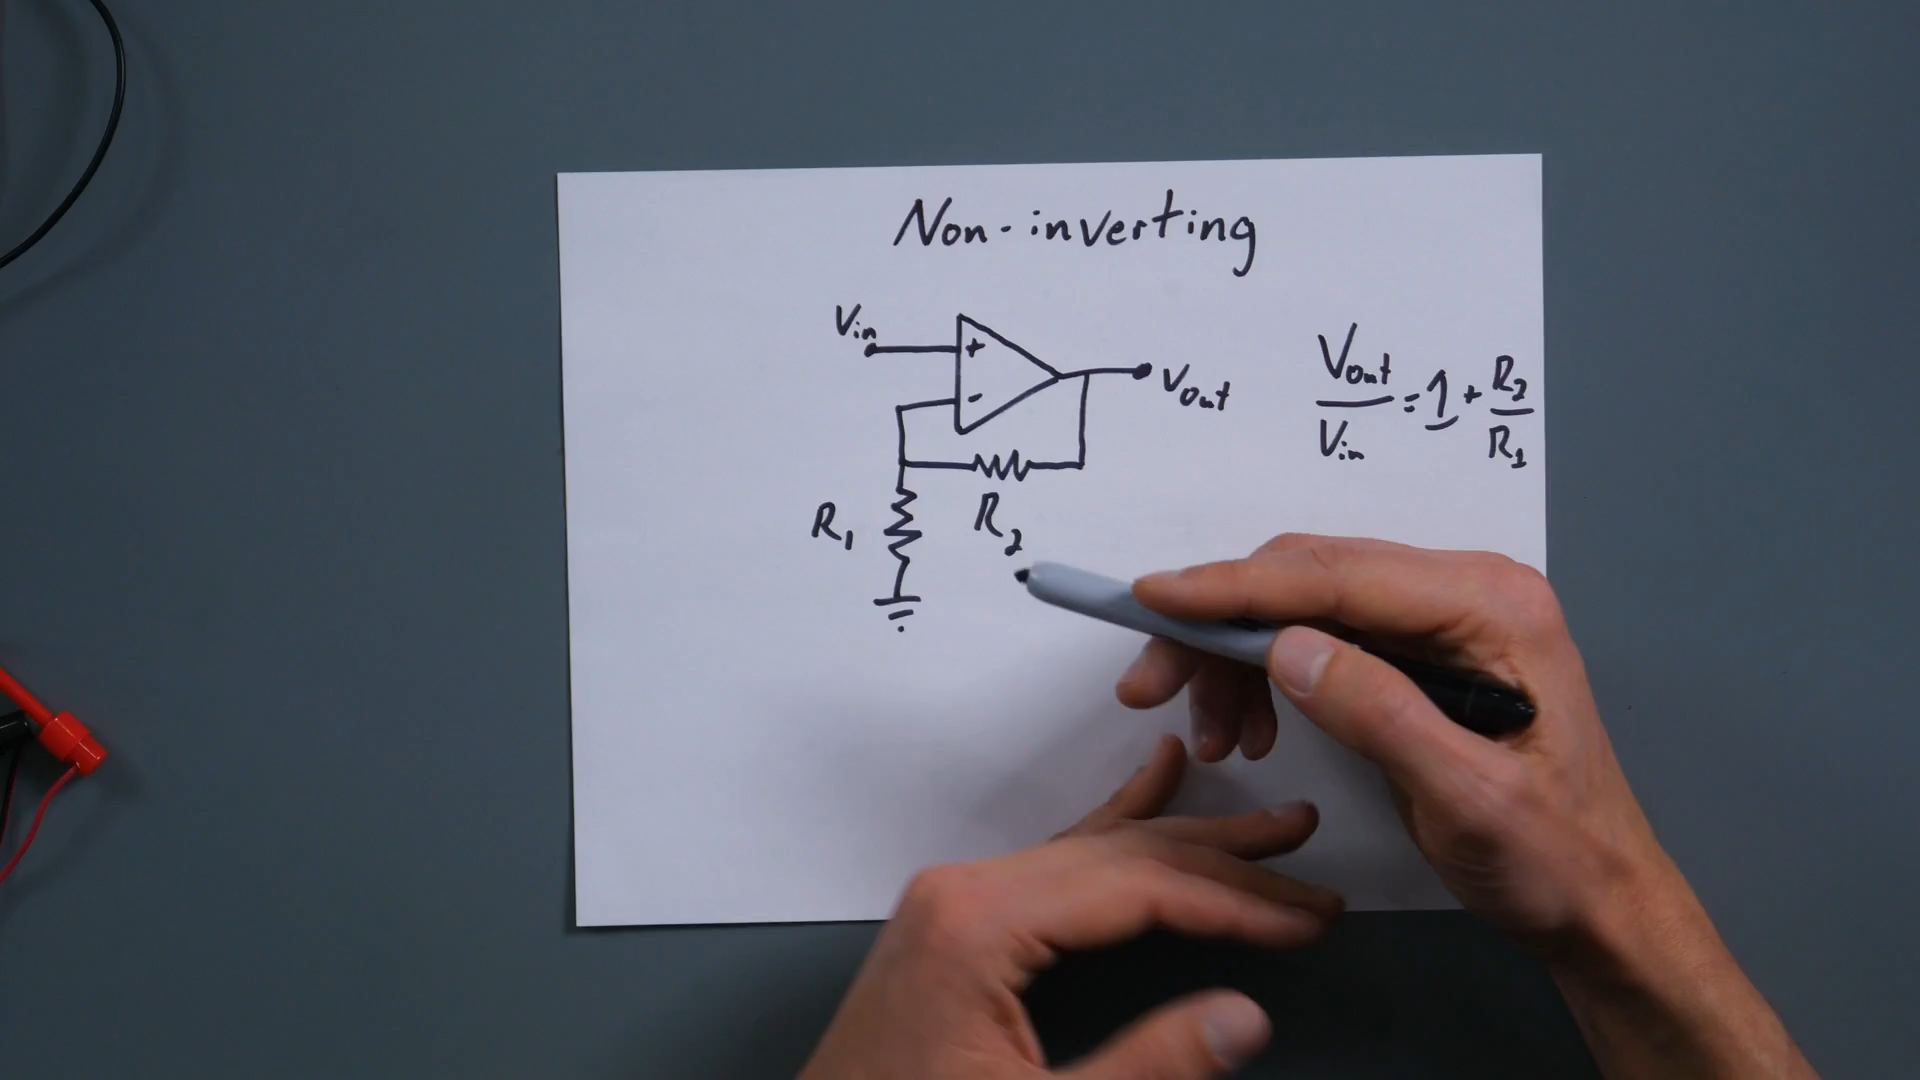 Non-inverting
Vin
+
-
Vout
R1
R2
Vout/Vin = 1 + R2/R1